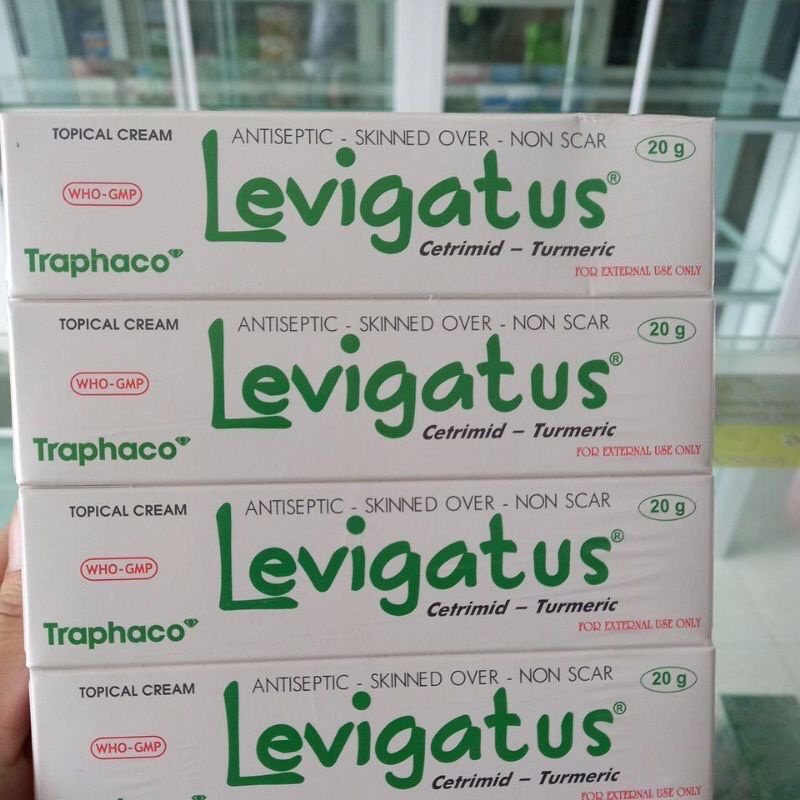 TOPICAL CREAM
ANTISEPTIC - SKINNED OVER - NON SCAR
20 g
WHO-GMP
Levigatus®
Traphaco
Cetrimid – Turmeric
FOR EXTERNAL USE ONLY
TOPICAL CREAM
ANTISEPTIC - SKINNED OVER - NON SCAR
20 g
WHO-GMP
Levigatus®
Traphaco
Cetrimid – Turmeric
FOR EXTERNAL USE ONLY
TOPICAL CREAM
ANTISEPTIC - SKINNED OVER - NON SCAR
20 g
WHO-GMP
Levigatus®
Traphaco
Cetrimid – Turmeric
FOR EXTERNAL USE ONLY
TOPICAL CREAM
ANTISEPTIC - SKINNED OVER - NON SCAR
20 g
WHO-GMP
Levigatus®
Cetrimid – Turmeric
FOR EXTERNAL USE ONLY